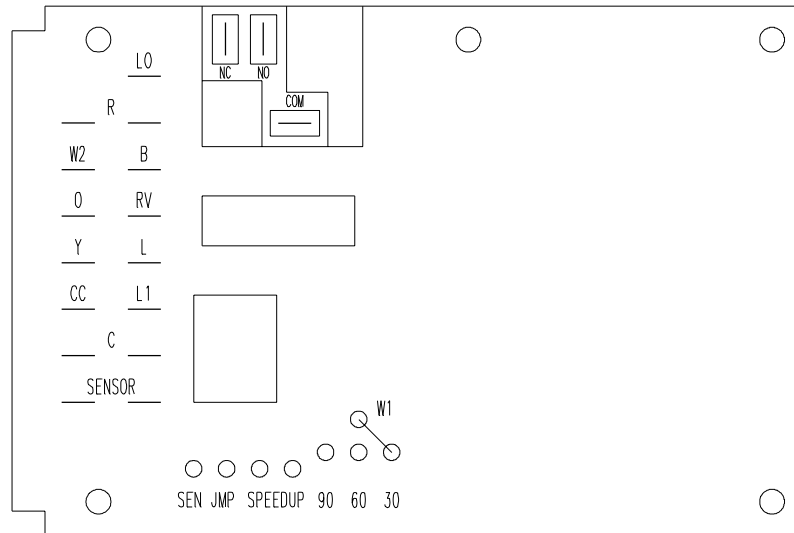 LO
NC NO
R
COM
W2 B
O RV
Y L
CC L1
C
SENSOR
W1
SEN JMP SPEEDUP 90 60 30